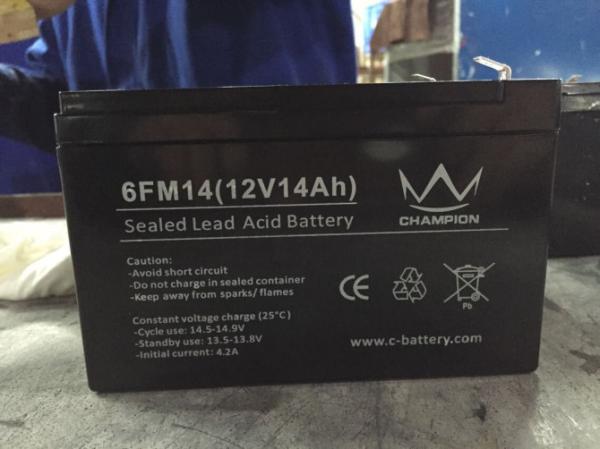 6FM14(12V14Ah)
Sealed Lead Acid Battery
CHAMPION
Caution:
-Avoid short circuit
-Do not charge in sealed container
-Keep away from sparks/ flames
Constant voltage charge (25°C)
-Cycle use: 14.5-14.9V
-Standby use: 13.5-13.8V
-Initial current: 4.2A
CE
Pb
www.c-battery.com